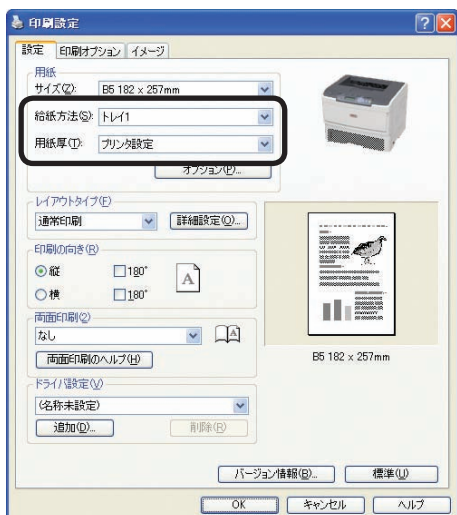 印刷設定
設定 印刷オプション イメージ
用紙
サイズ(Z): B5 182 x 257mm
給紙方法(S): トレイ1
用紙厚(T): プリンタ設定
オプション(P)...
レイアウトタイプ(F)
通常印刷 詳細設定(O)...
印刷の向き(R)
縦 180°
A
横 180°
両面印刷(2)
なし A
両面印刷のヘルプ(H)
B5 182 x 257mm
ドライバ設定(V)
(名称未設定)
追加(D)... 削除(R)
バージョン情報(B)... 標準(U)
OK キャンセル ヘルプ